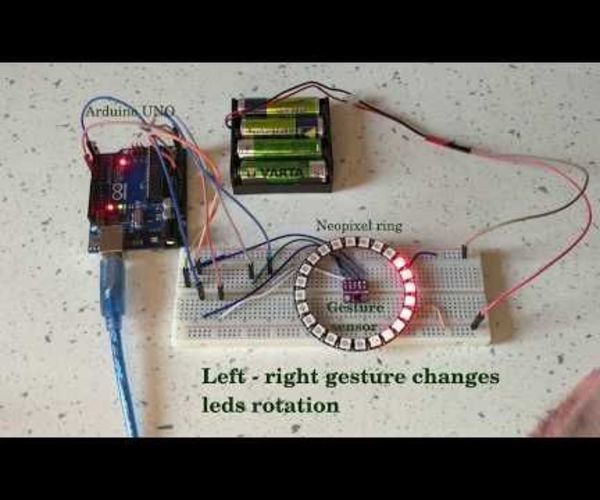 Arduino UNO
VARTA
Neopixel ring
Gesture
sensor
Left - right gesture changes
leds rotation